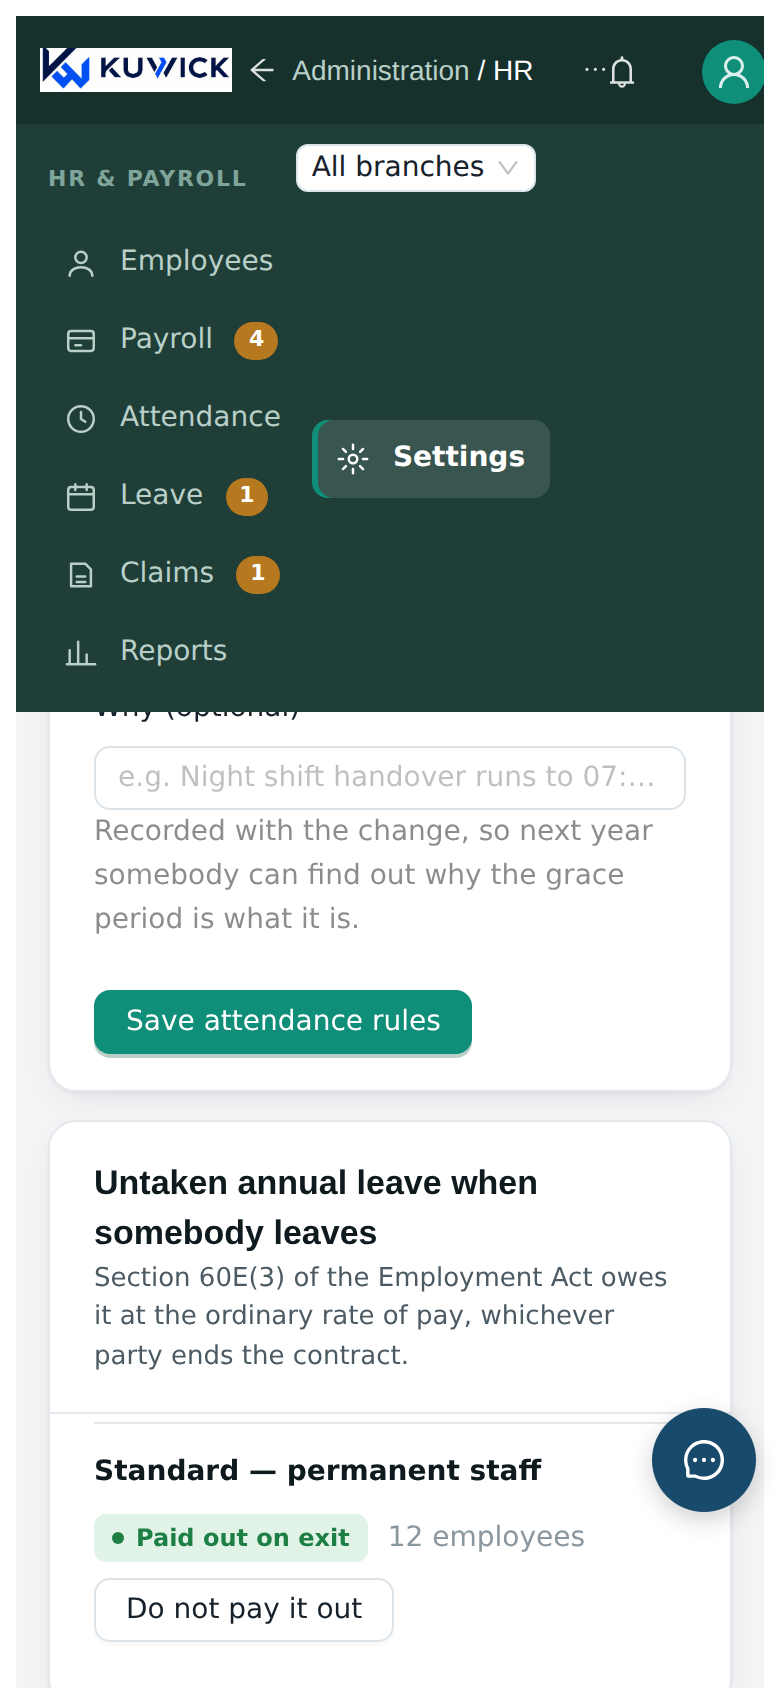 KUWICK
Administration / HR
HR & PAYROLL
All branches
Employees
Payroll 4
Attendance
Settings
Leave 1
Claims 1
Reports
Why (optional)
e.g. Night shift handover runs to 07:...
Recorded with the change, so next year
somebody can find out why the grace
period is what it is.
Save attendance rules
Untaken annual leave when
somebody leaves
Section 60E(3) of the Employment Act owes
it at the ordinary rate of pay, whichever
party ends the contract.
Standard — permanent staff
Paid out on exit 12 employees
Do not pay it out